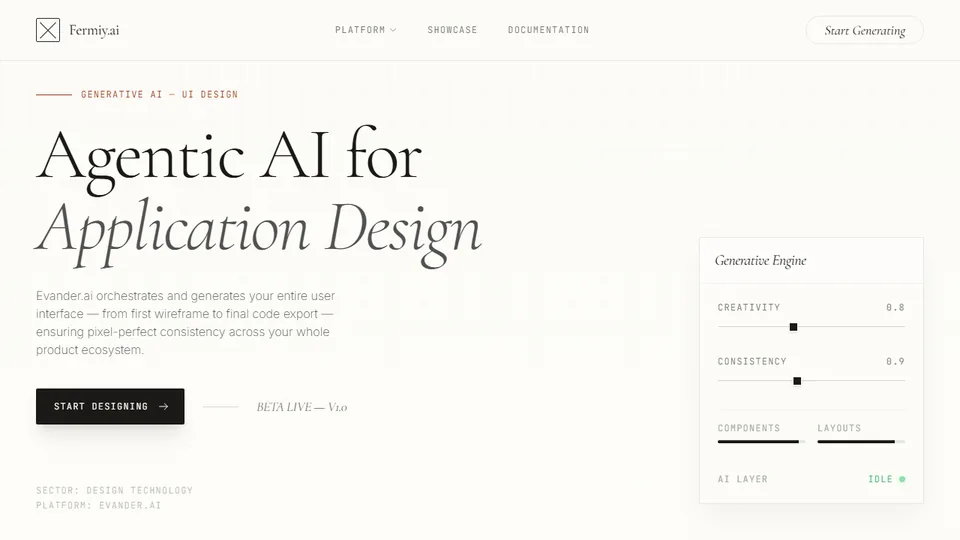 Fermiy.ai
PLATFORM
SHOWCASE
DOCUMENTATION
Start Generating
GENERATIVE AI — UI DESIGN
Agentic AI for
Application Design
Evander.ai orchestrates and generates your entire user
interface — from first wireframe to final code export —
ensuring pixel-perfect consistency across your whole
product ecosystem.
START DESIGNING →
BETA LIVE — V1.0
SECTOR: DESIGN TECHNOLOGY
PLATFORM: EVANDER.AI
Generative Engine
CREATIVITY 0.8
CONSISTENCY 0.9
COMPONENTS LAYOUTS
AI LAYER IDLE